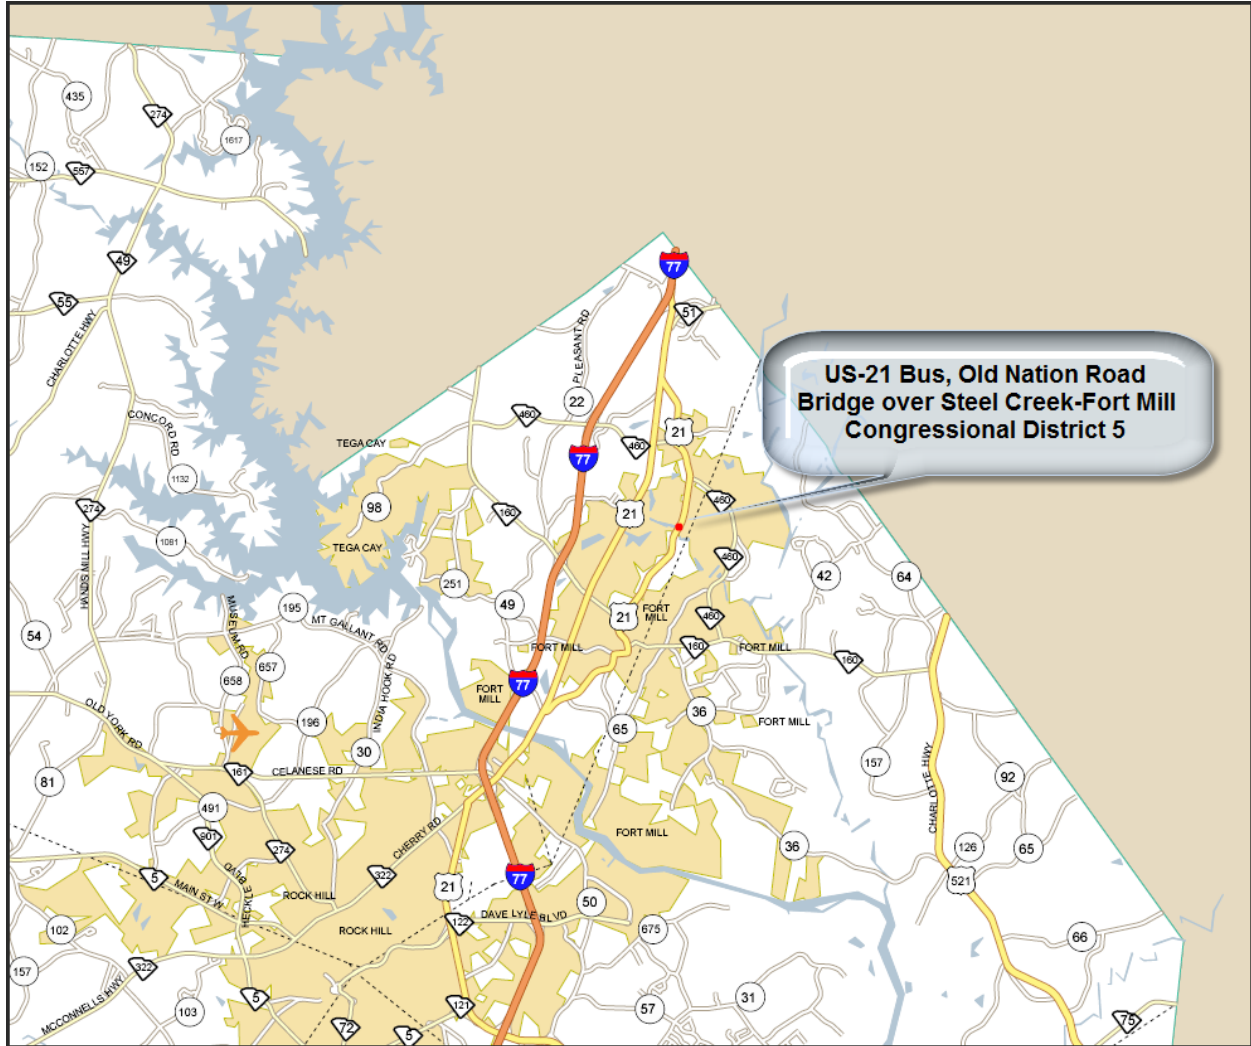 435
274
1617
152
557
49
77
55
51
CHARLOTTE HWY
PLEASANT RD
US-21 Bus, Old Nation Road
Bridge over Steel Creek-Fort Mill
Congressional District 5
22
CONCORD RD
460
21
TEGA CAY
460
77
1132
98
460
274
160
21
1081
TEGA CAY
HANDS MILL HWY
460
42
64
251
195
MUSEUM RD
49
FORT
MILL
21
460
MT GALLANT RD
54
657
FORT MILL
160
FORT MILL
160
INDIA HOOK RD
658
77
FORT
MILL
OLD YORK RD
196
36
FORT MILL
65
30
157
81
161
CELANESE RD
92
CHARLOTTE HWY
491
901
CHERRY RD
FORT MILL
274
36
126
65
5
322
77
521
MAIN ST W
HECKLE BLVD
ROCK HILL
21
50
DAVE LYLE BLVD
122
102
ROCK HILL
675
66
157
322
MCCONNELLS HWY
5
121
57
31
103
72
5
75